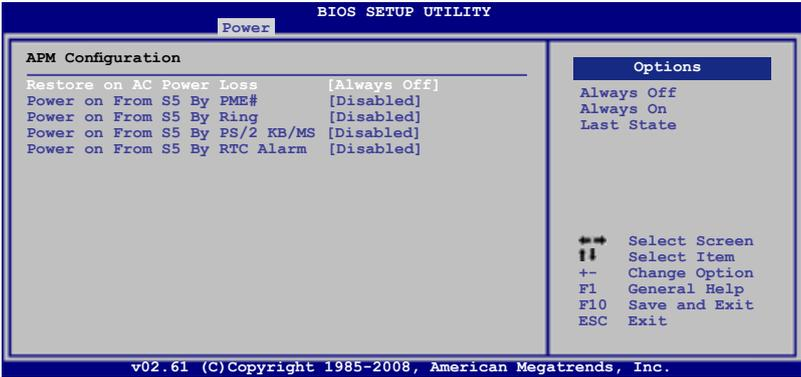 BIOS SETUP UTILITY
Power
APM Configuration
Restore on AC Power Loss [Always Off]
Power on From S5 By PME# [Disabled]
Power on From S5 By Ring [Disabled]
Power on From S5 By PS/2 KB/MS [Disabled]
Power on From S5 By RTC Alarm [Disabled]
Options
Always Off
Always On
Last State
←→ Select Screen
↑↓ Select Item
+- Change Option
F1 General Help
F10 Save and Exit
ESC Exit
v02.61 (C)Copyright 1985-2008, American Megatrends, Inc.